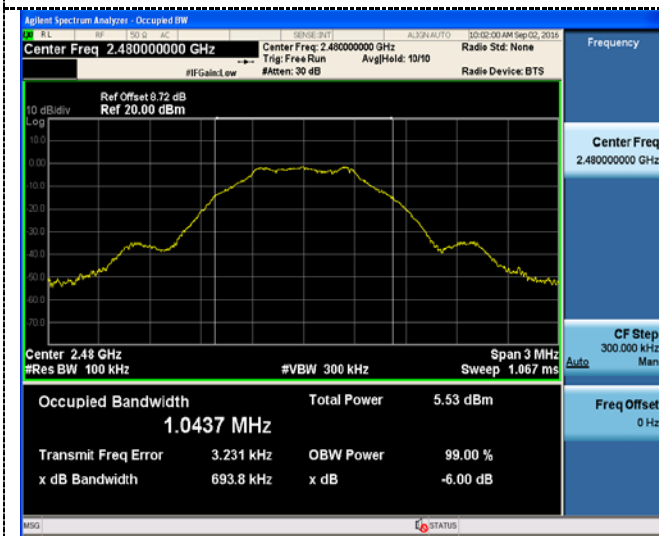 Agilent Spectrum Analyzer - Occupied BW
RL RF 50 Ω AC SENSE:INT ALIGN AUTO 10:02:00 AM Sep 02, 2016
Center Freq 2.480000000 GHz
Center Freq: 2.480000000 GHz
Radio Std: None
Trig: Free Run Avg|Hold: 10/10
#IFGain:Low #Atten: 30 dB Radio Device: BTS
Ref Offset 8.72 dB
10 dB/div Ref 20.00 dBm
Log
10.0
0.00
-10.0
-20.0
-30.0
-40.0
-50.0
-60.0
-70.0
Center 2.48 GHz Span 3 MHz
#Res BW 100 kHz #VBW 300 kHz Sweep 1.067 ms
Occupied Bandwidth Total Power 5.53 dBm
1.0437 MHz
Transmit Freq Error 3.231 kHz OBW Power 99.00 %
x dB Bandwidth 693.8 kHz x dB -6.00 dB
MSG STATUS
Frequency
Center Freq
2.480000000 GHz
CF Step
300.000 kHz
Auto Man
Freq Offset
0 Hz